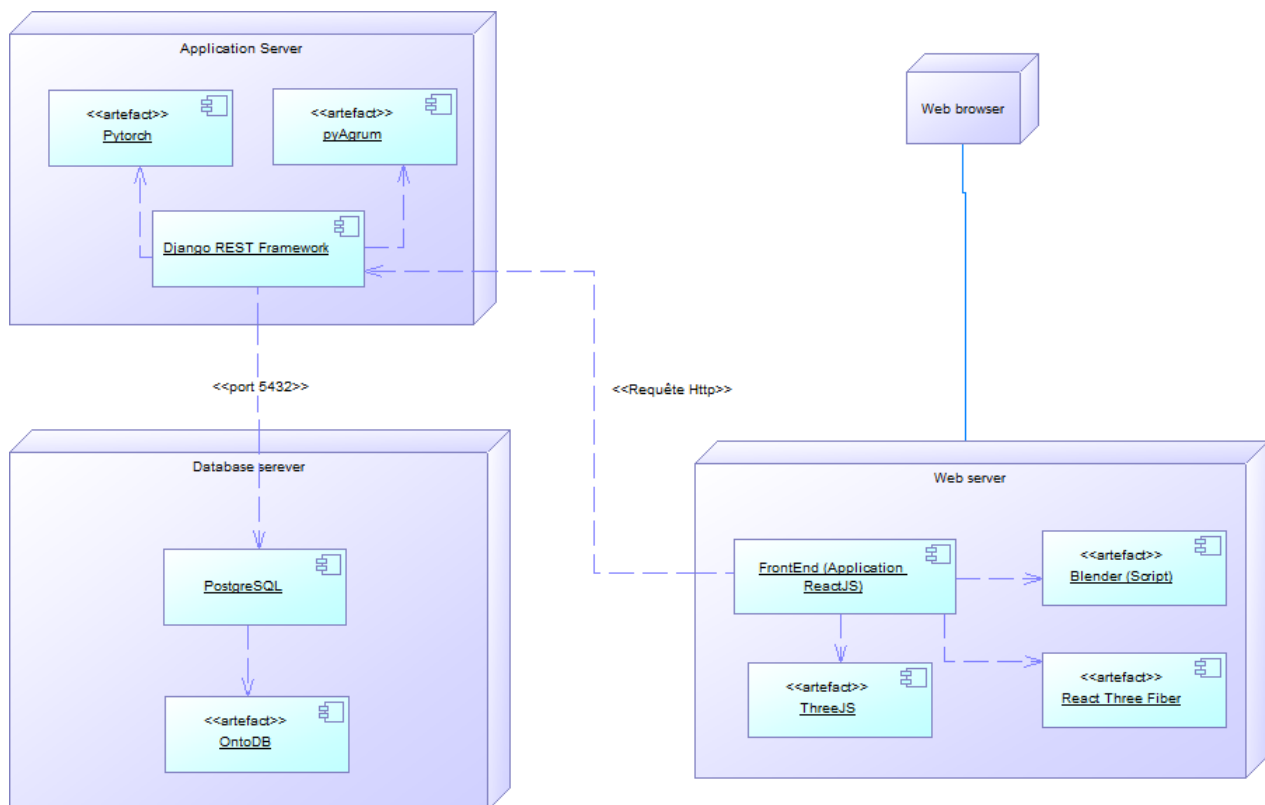 Application Server
<<artefact>>
Pytorch
<<artefact>>
pyAgrum
Django REST Framework
Web browser
<<port 5432>>
<<Requête Http>>
Database serever
PostgreSQL
<<artefact>>
OntoDB
Web server
FrontEnd (Application
ReactJS)
<<artefact>>
Blender (Script)
<<artefact>>
ThreeJS
<<artefact>>
React Three Fiber